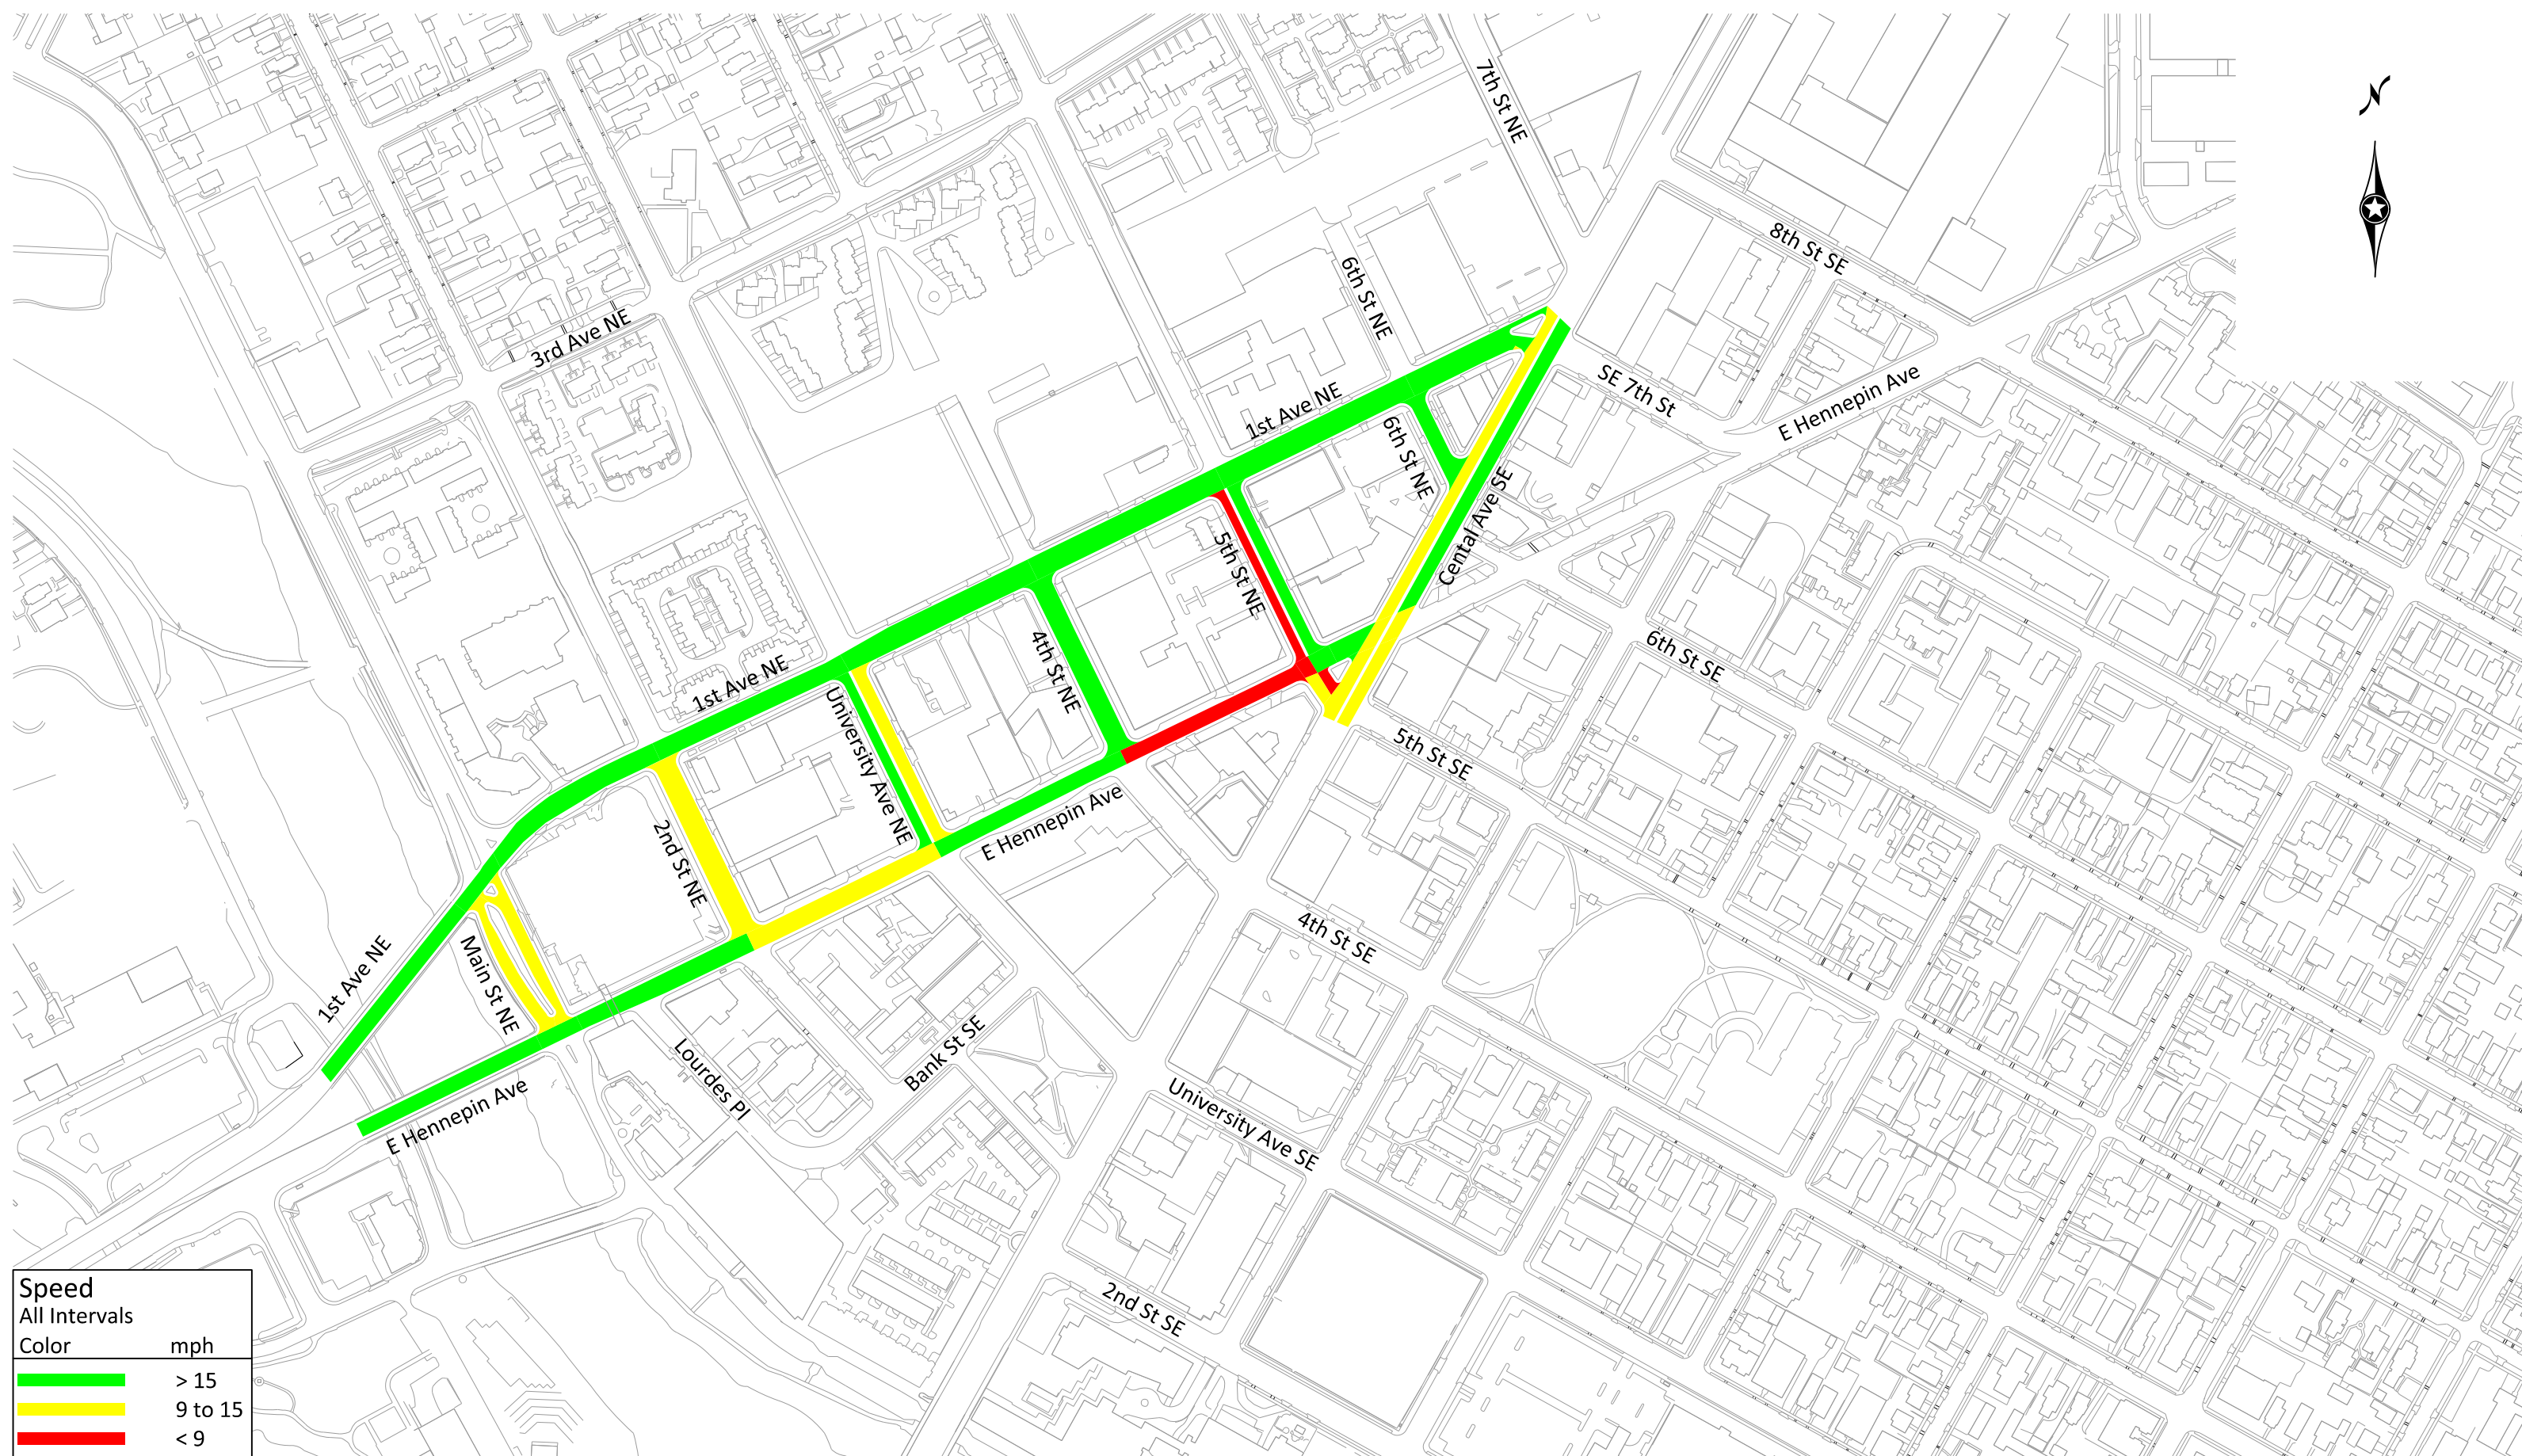 7th St NE
N
8th St SE
6th St NE
3rd Ave NE
SE 7th St
E Hennepin Ave
1st Ave NE
6th St NE
Cental Ave SE
5th St NE
4th St NE
6th St SE
1st Ave NE
University Ave NE
5th St SE
E Hennepin Ave
2nd St NE
4th St SE
1st Ave NE
Main St NE
Bank St SE
Lourdes Pl
E Hennepin Ave
University Ave SE
2nd St SE
Speed
All Intervals
Color mph
> 15
9 to 15
< 9